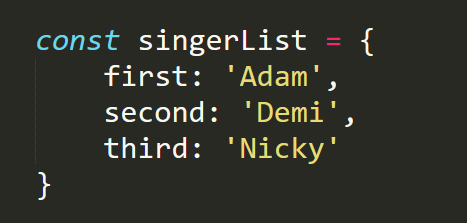 const singerList = {
    first: 'Adam',
    second: 'Demi',
    third: 'Nicky'
}